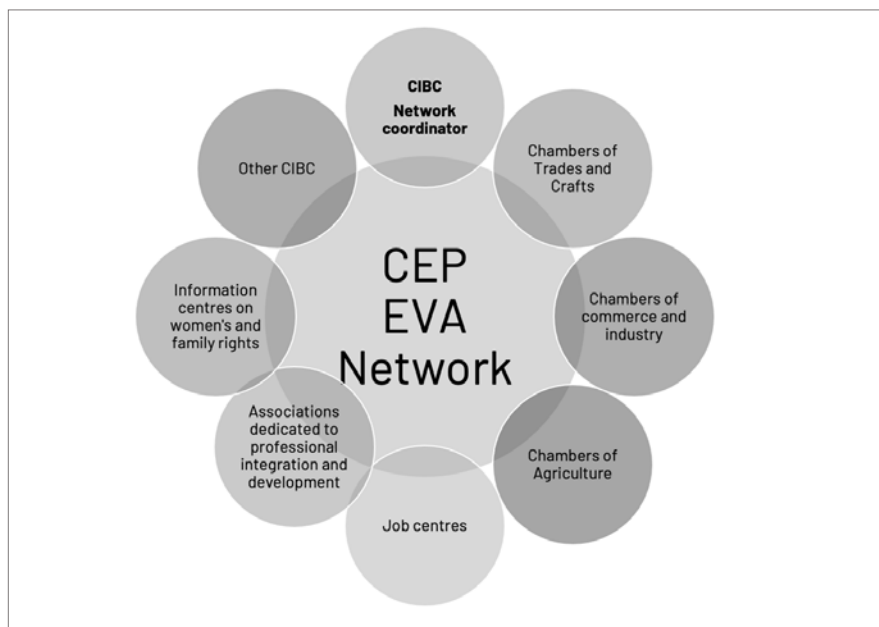 CIBC
Network
coordinator
Chambers of
Trades and
Crafts
Chambers of
commerce and
industry
Chambers of
Agriculture
Job centres
Associations
dedicated to
professional
integration and
development
Information
centres on
women's and
family rights
Other CIBC
CEP
EVA
Network